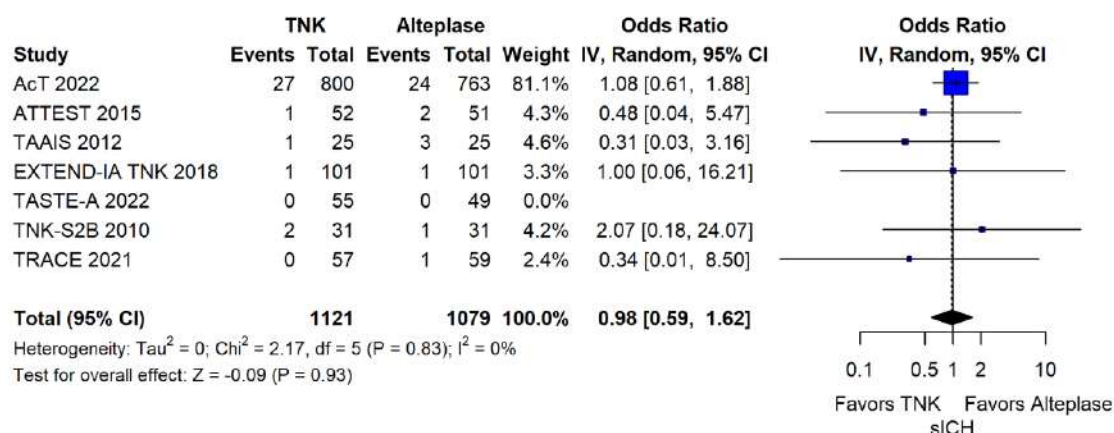 TNK Alteplase Odds Ratio Odds Ratio
Study Events Total Events Total Weight IV, Random, 95% CI IV, Random, 95% CI
AcT 2022 27 800 24 763 81.1% 1.08 [0.61, 1.88]
ATTEST 2015 1 52 2 51 4.3% 0.48 [0.04, 5.47]
TAAIS 2012 1 25 3 25 4.6% 0.31 [0.03, 3.16]
EXTEND-IA TNK 2018 1 101 1 101 3.3% 1.00 [0.06, 16.21]
TASTE-A 2022 0 55 0 49 0.0%
TNK-S2B 2010 2 31 1 31 4.2% 2.07 [0.18, 24.07]
TRACE 2021 0 57 1 59 2.4% 0.34 [0.01, 8.50]
Total (95% CI) 1121 1079 100.0% 0.98 [0.59, 1.62]
Heterogeneity: Tau² = 0; Chi² = 2.17, df = 5 (P = 0.83); I² = 0%
Test for overall effect: Z = -0.09 (P = 0.93)
0.1 0.5 1 2 10
Favors TNK Favors Alteplase
sICH